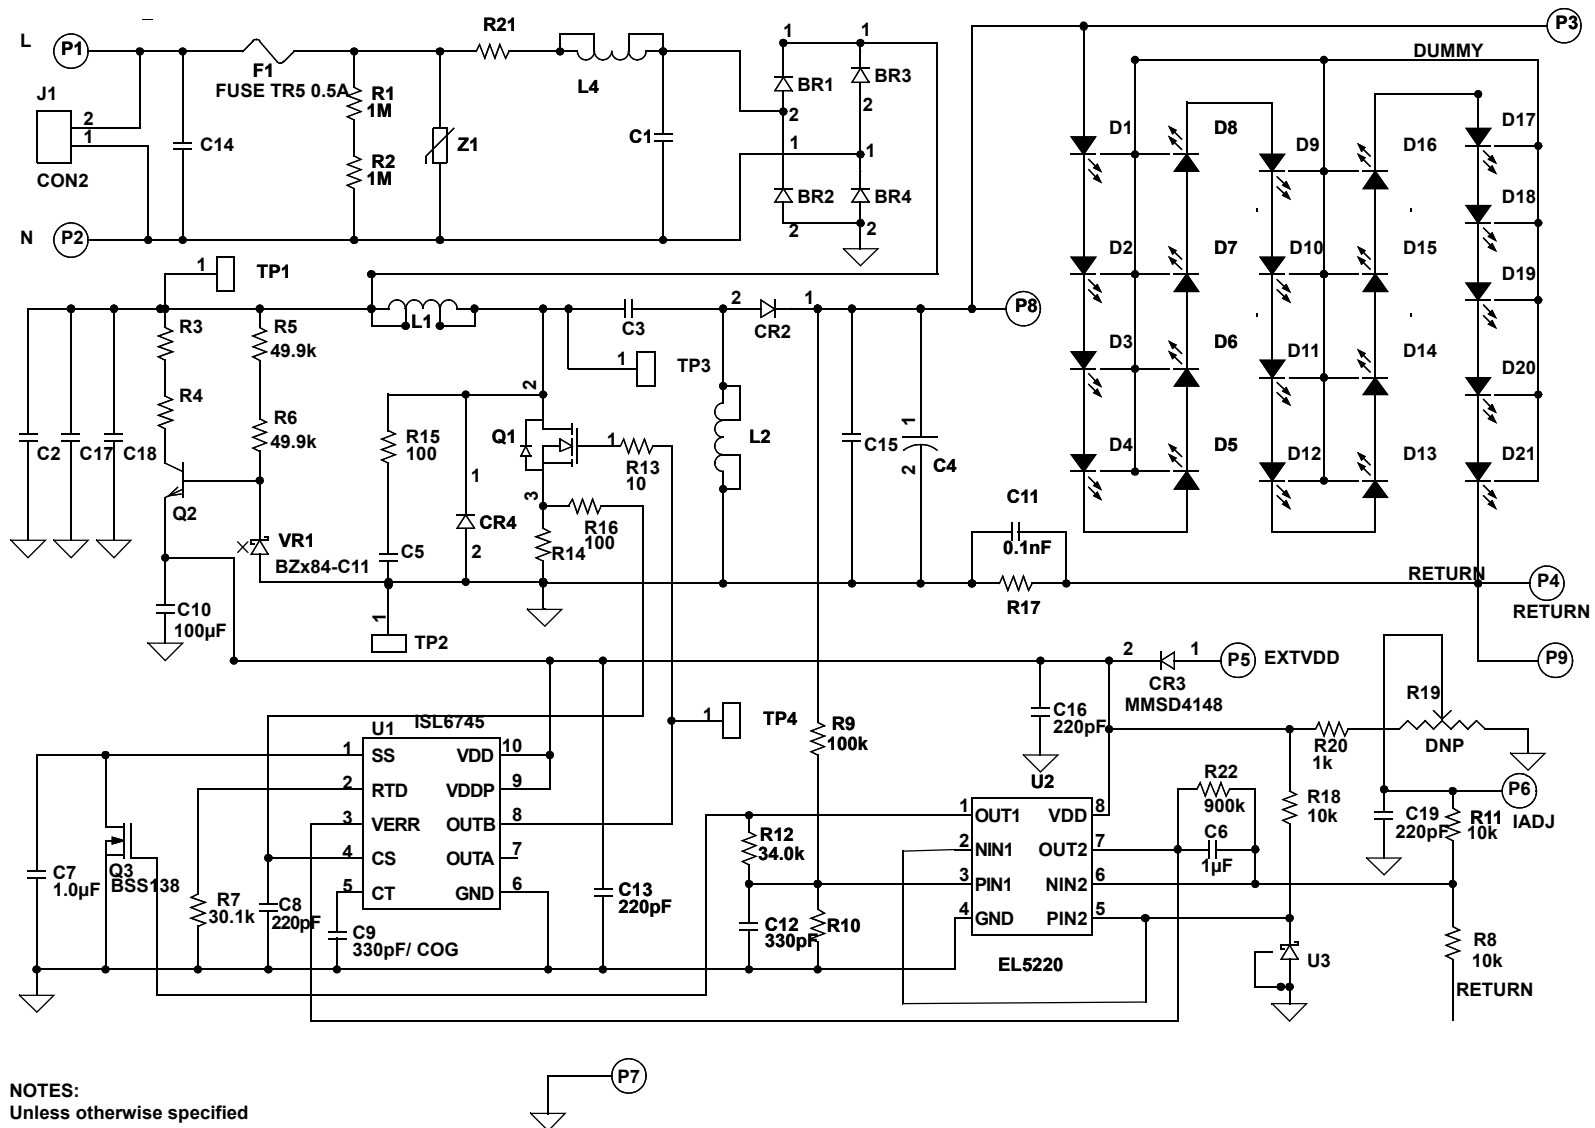 L
P1
F1
FUSE TR5 0.5A
R21
L4
1
1
BR1
BR3
2
2
P3
DUMMY
J1
2
1
CON2
C14
R1
1M
R2
1M
Z1
C1
1
1
BR2
BR4
2
2
N
P2
D1
D8
D9
D16
D17
D18
D2
D7
D10
D15
D19
D3
D6
D11
D14
D20
D4
D5
D12
D13
D21
1
TP1
L1
C3
2
1
CR2
P8
R3
R5
49.9k
1
TP3
R4
R6
49.9k
2
C2
C17
C18
R15
100
Q1
1
R13
10
L2
C15
1
2
C4
1
3
Q2
CR4
R16
100
C11
0.1nF
VR1
BZx84-C11
C5
2
R14
R17
RETURN
P4
RETURN
C10
100µF
1
TP2
2
1
P5
EXTVDD
P9
CR3
MMSD4148
R19
DNP
C16
220pF
1
TP4
R9
100k
R20
1k
U1
ISL6745
1
SS
VDD
10
2
RTD
VDDP
9
3
VERR
OUTB
8
4
CS
OUTA
7
5
CT
GND
6
U2
1
OUT1
VDD
8
2
NIN1
OUT2
7
3
PIN1
NIN2
6
4
GND
PIN2
5
EL5220
R22
900k
C6
1µF
R18
10k
C19
220pF
R11
10k
P6
IADJ
R12
34.0k
C7
1.0µF
Q3
BSS138
R7
30.1k
C8
220pF
C9
330pF/ COG
C13
220pF
C12
330pF
R10
U3
R8
10k
RETURN
P7
NOTES:
Unless otherwise specified